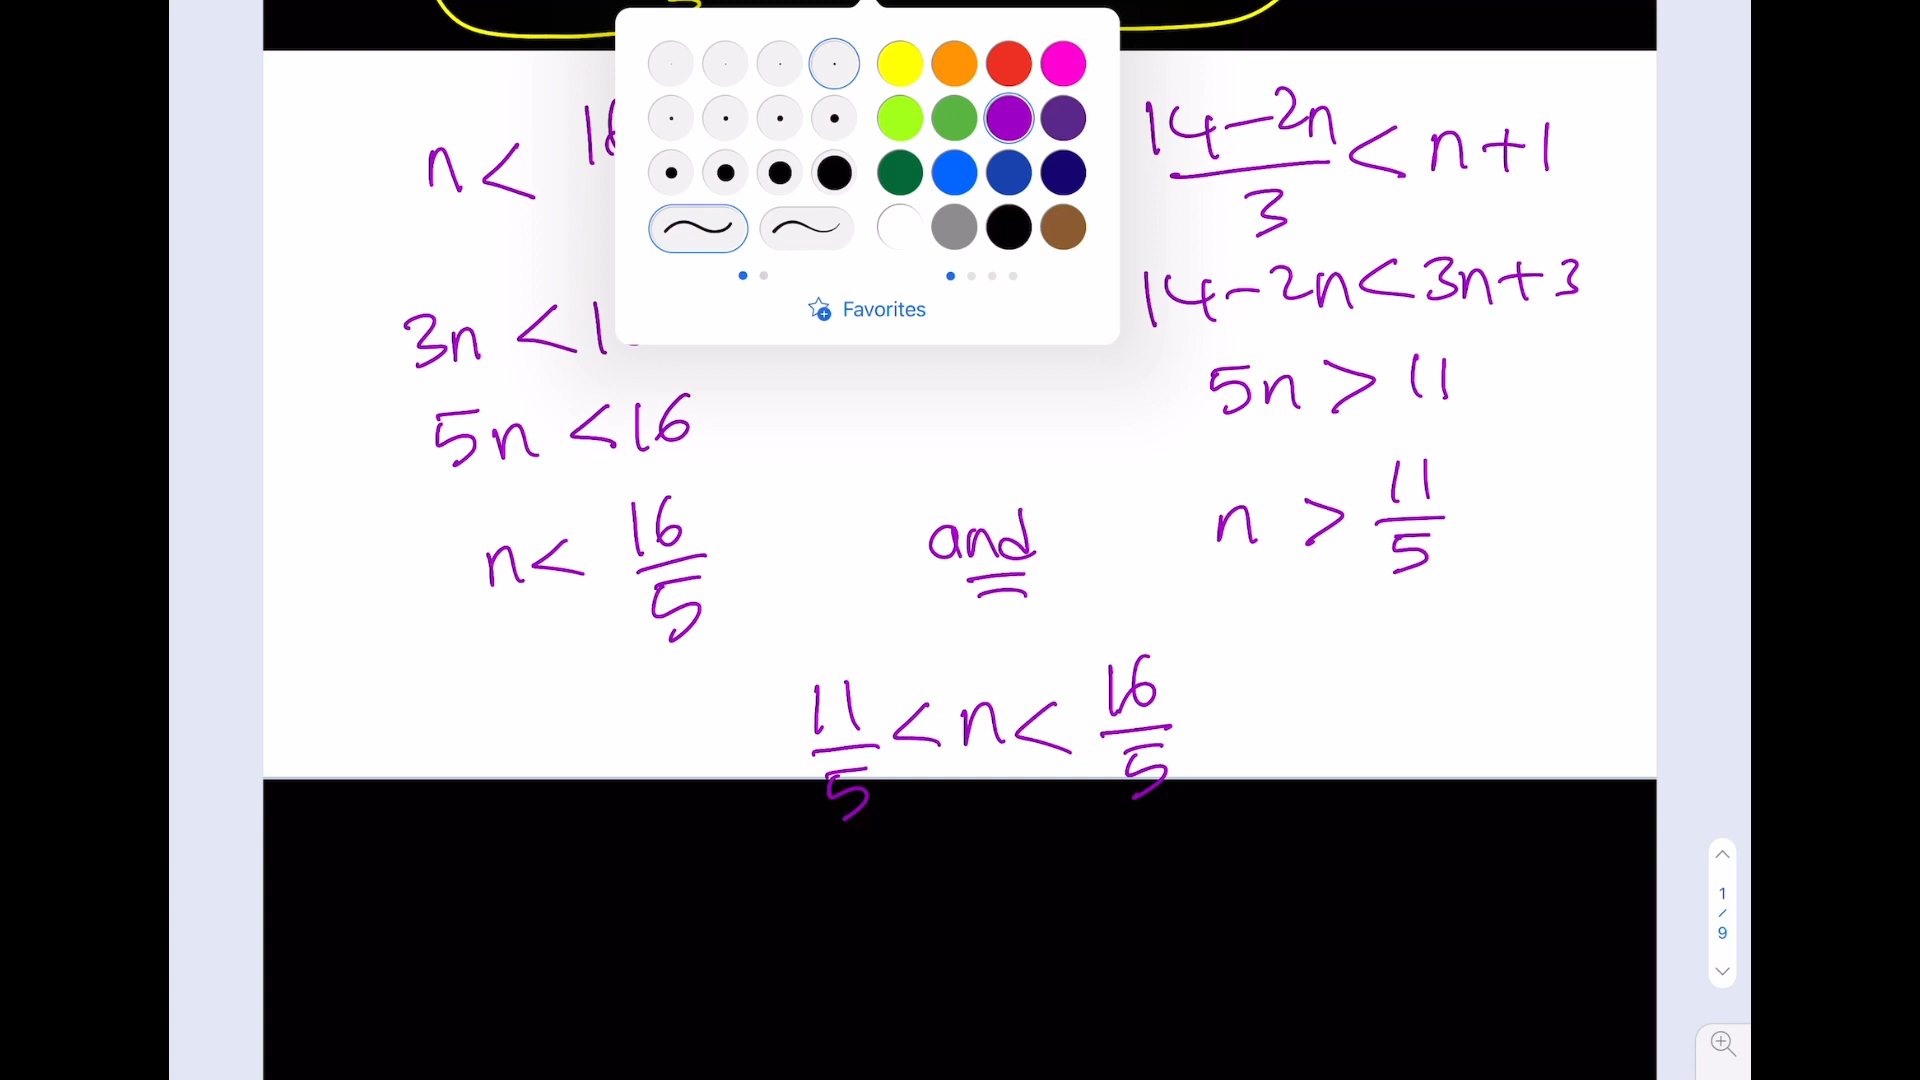 n <
14-2n/3 < n+1
3n < 1
14-2n<3n+3
5n <16
5n > 11
n< 16/5
and
n > 11/5
11/5 <n< 16/5
Favorites
1
/
9